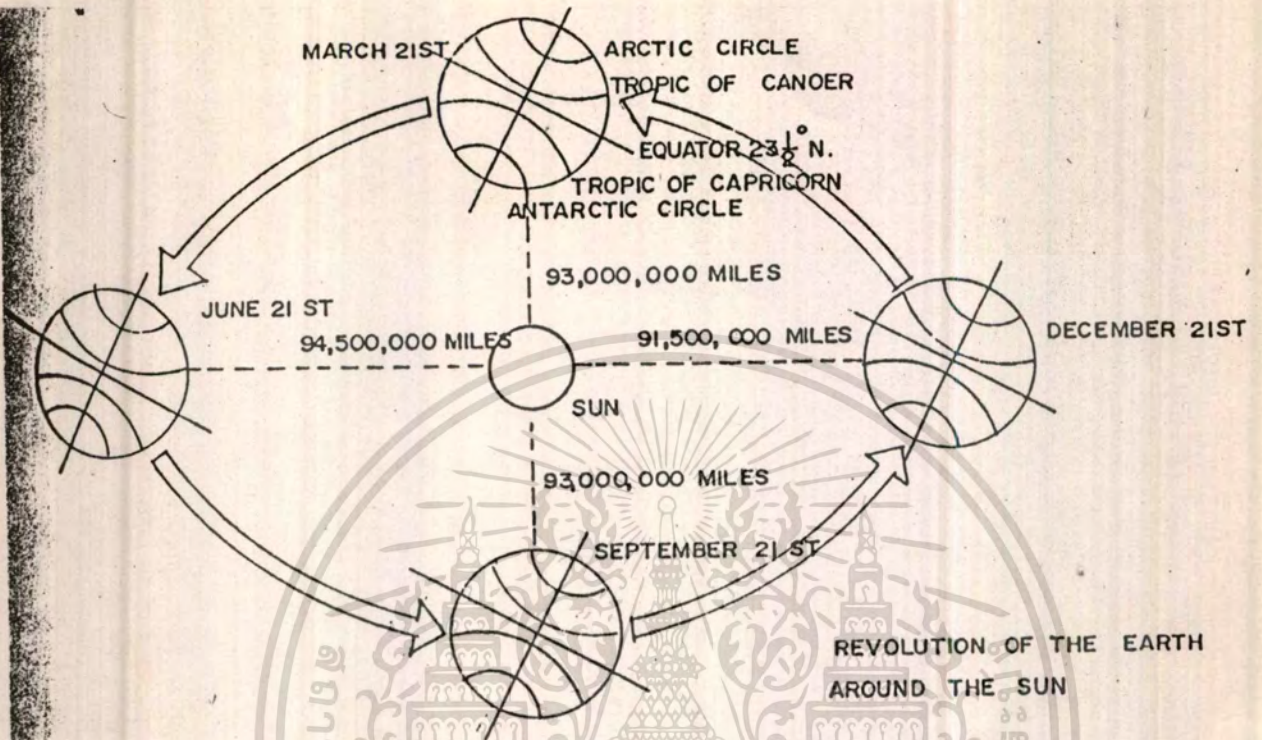 MARCH 21ST
ARCTIC CIRCLE
TROPIC OF CANOER
EQUATOR 23½° N.
TROPIC OF CAPRICORN
ANTARCTIC CIRCLE
93,000,000 MILES
JUNE 21 ST
94,500,000 MILES
91,500,000 MILES
DECEMBER 21ST
SUN
93,000,000 MILES
SEPTEMBER 21 ST
REVOLUTION OF THE EARTH
AROUND THE SUN